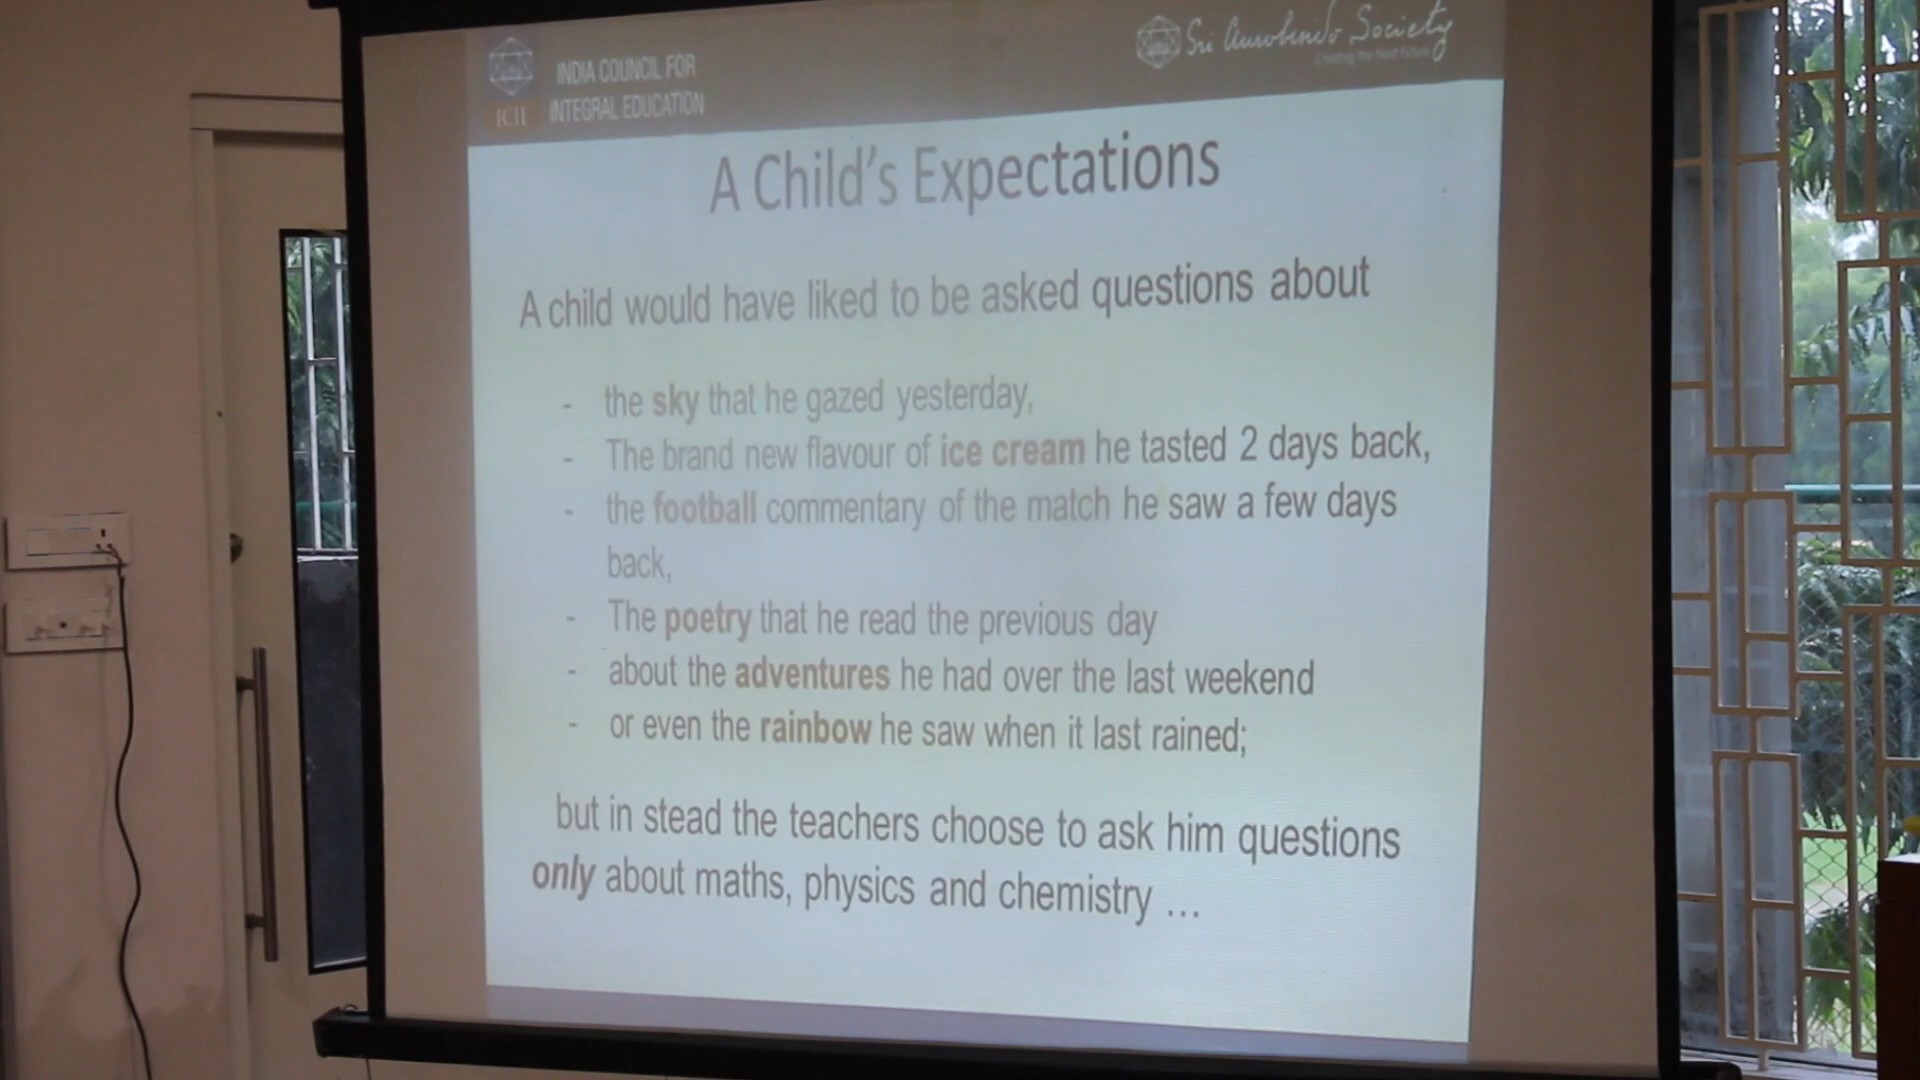 INDIA COUNCIL FOR
INTEGRAL EDUCATION
ICIE
Sri Aurobindo Society
Creating the Next Future
A Child's Expectations
A child would have liked to be asked questions about
- the sky that he gazed yesterday,
- The brand new flavour of ice cream he tasted 2 days back,
- the football commentary of the match he saw a few days
back,
- The poetry that he read the previous day
- about the adventures he had over the last weekend
- or even the rainbow he saw when it last rained;
but in stead the teachers choose to ask him questions
only about maths, physics and chemistry ...